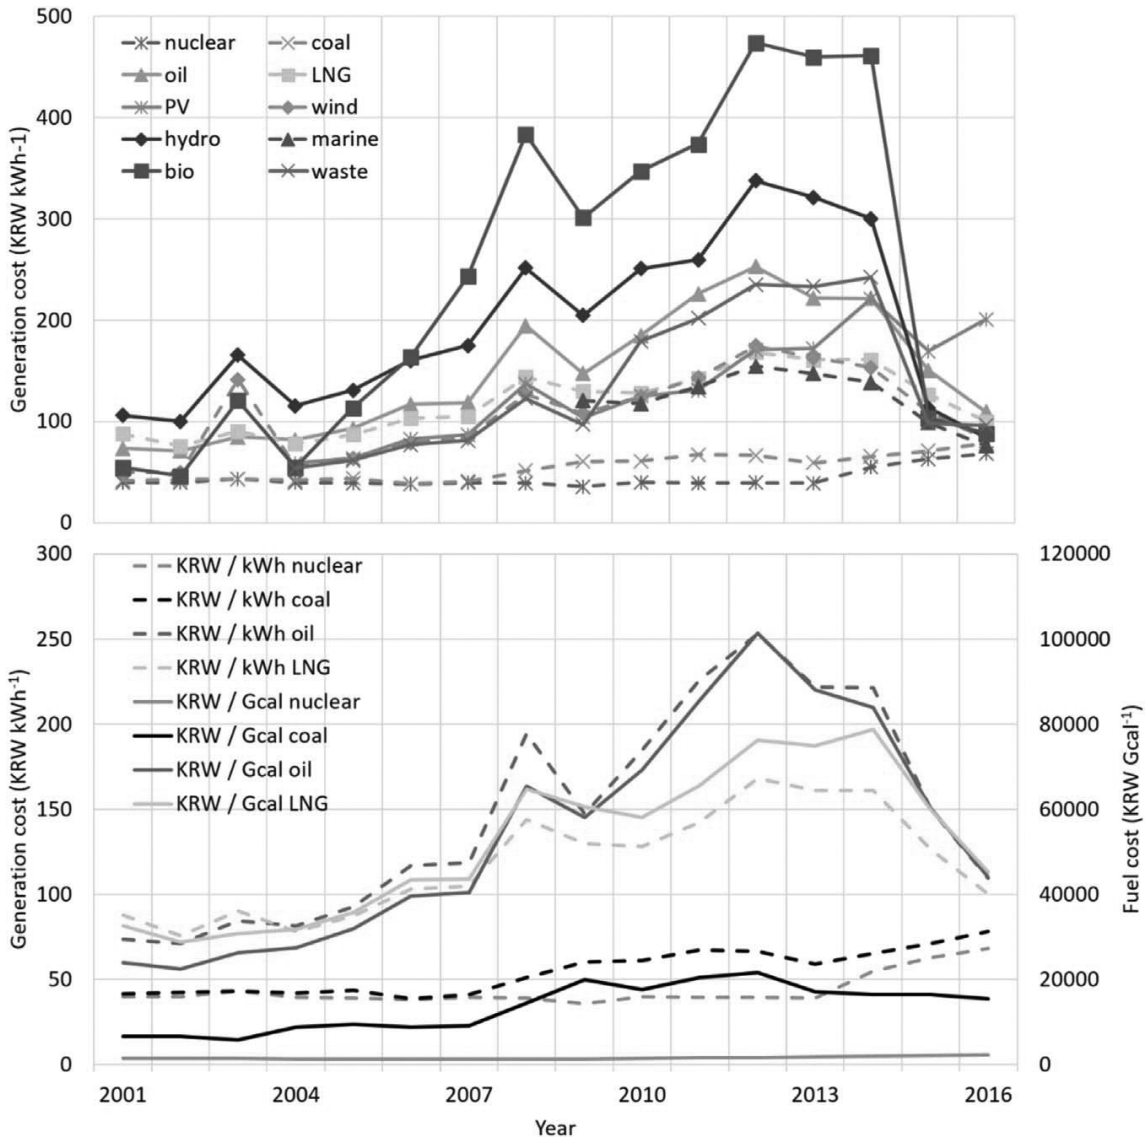 500
400
300
200
100
0
Generation cost (KRW kWh-1)
nuclear coal
oil LNG
PV wind
hydro marine
bio waste
300
250
200
150
100
50
0
Generation cost (KRW kWh-1)
KRW / kWh nuclear
KRW / kWh coal
KRW / kWh oil
KRW / kWh LNG
KRW / Gcal nuclear
KRW / Gcal coal
KRW / Gcal oil
KRW / Gcal LNG
120000
100000
80000
60000
40000
20000
0
Fuel cost (KRW Gcal-1)
2001 2004 2007 2010 2013 2016
Year